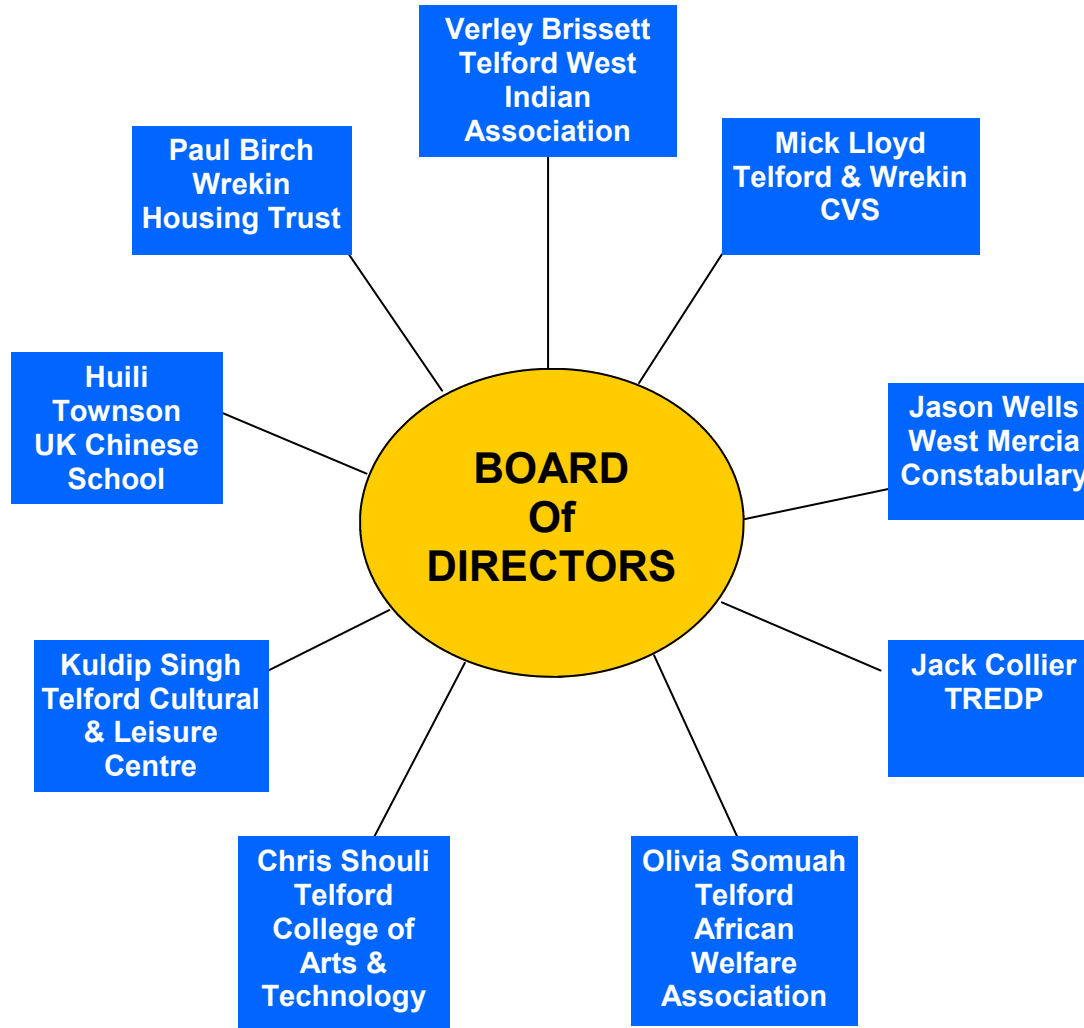 Verley Brissett
Telford West
Indian
Association
Paul Birch
Wrekin
Housing Trust
Mick Lloyd
Telford & Wrekin
CVS
Huili
Townson
UK Chinese
School
BOARD
Of
DIRECTORS
Jason Wells
West Mercia
Constabulary
Kuldip Singh
Telford Cultural
& Leisure
Centre
Jack Collier
TREDP
Chris Shouli
Telford
College of
Arts &
Technology
Olivia Somuah
Telford
African
Welfare
Association